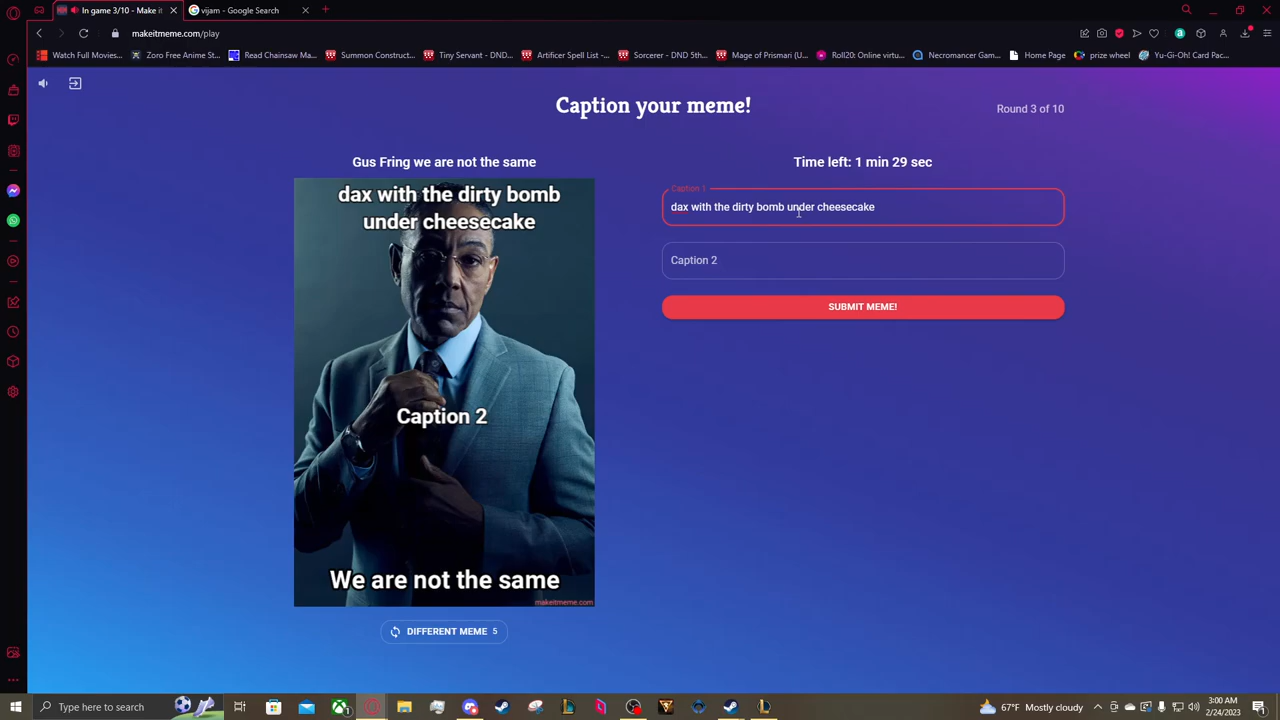 In game 3/10 - Make it
vijam - Google Search
makeitmeme.com/play
Watch Full Movies...
Zoro Free Anime St...
Read Chainsaw Ma...
Summon Construct...
Tiny Servant - DND...
Artificer Spell List -...
Sorcerer - DND 5th...
Mage of Prismari (U...
Roll20: Online virtu...
Necromancer Gamer...
Home Page
prize wheel
Yu-Gi-Oh! Card Pac...
Caption your meme!
Round 3 of 10
Gus Fring we are not the same
Time left: 1 min 29 sec
dax with the dirty bomb
under cheesecake
Caption 2
We are not the same
makeitmeme.com
DIFFERENT MEME 5
Caption 1
dax with the dirty bomb under cheesecake
Caption 2
SUBMIT MEME!
Type here to search
67°F Mostly cloudy
3:00 AM
2/24/2023